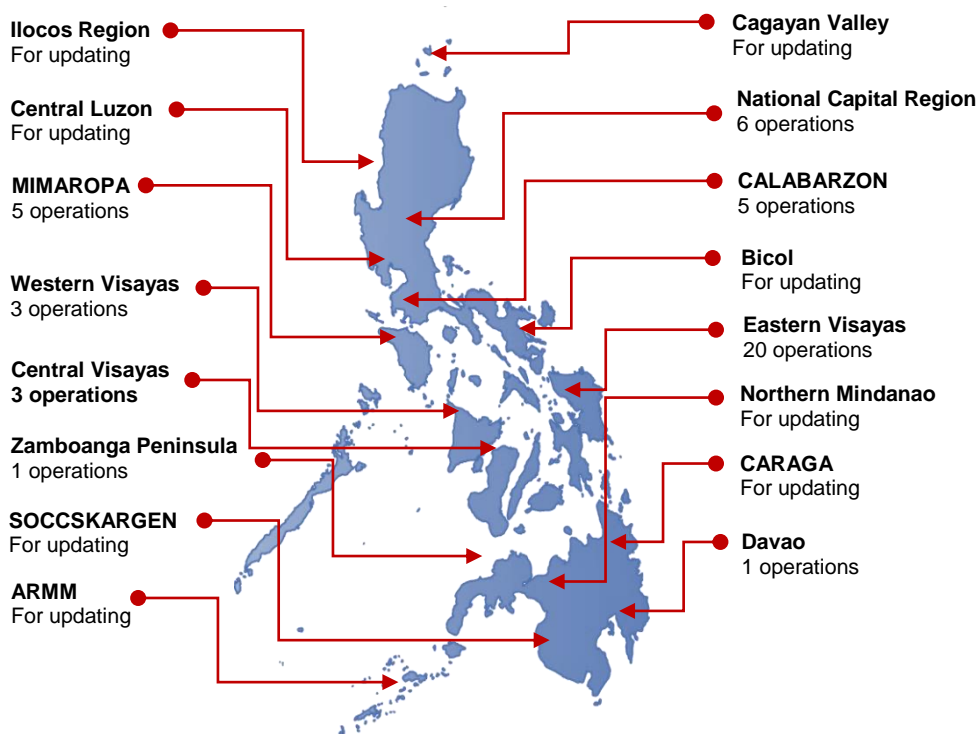 Ilocos Region
For updating
Central Luzon
For updating
MIMAROPA
5 operations
Western Visayas
3 operations
Central Visayas
3 operations
Zamboanga Peninsula
1 operations
SOCCSKARGEN
For updating
ARMM
For updating
Cagayan Valley
For updating
National Capital Region
6 operations
CALABARZON
5 operations
Bicol
For updating
Eastern Visayas
20 operations
Northern Mindanao
For updating
CARAGA
For updating
Davao
1 operations